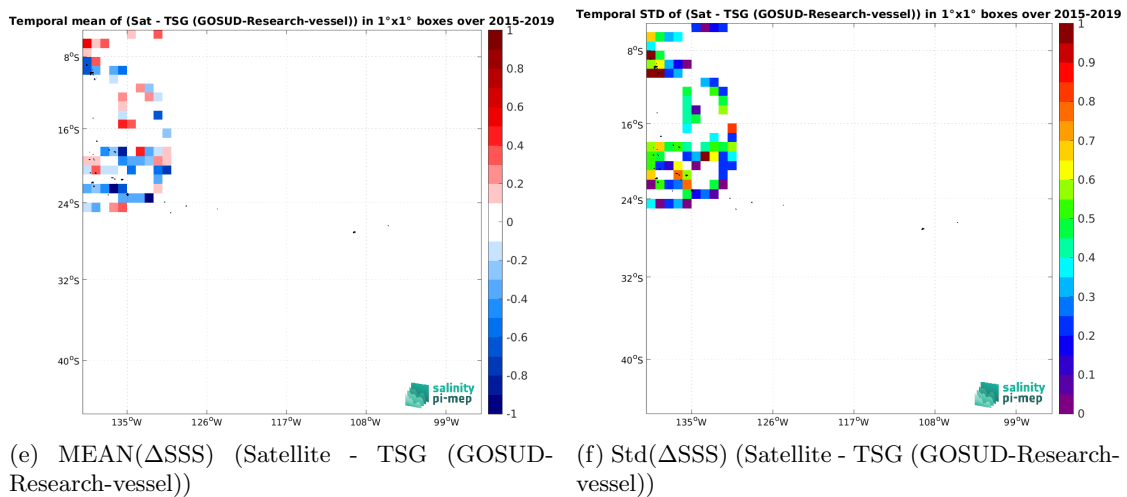 Temporal mean of (Sat - TSG (GOSUD-Research-vessel)) in 1°x1° boxes over 2015-2019
8°S
16°S
24°S
32°S
40°S
135°W
126°W
117°W
108°W
99°W
1
0.8
0.6
0.4
0.2
0
-0.2
-0.4
-0.6
-0.8
-1
salinity
pi-mep
(e) MEAN(ΔSSS) (Satellite - TSG (GOSUD-
Research-vessel))
Temporal STD of (Sat - TSG (GOSUD-Research-vessel)) in 1°x1° boxes over 2015-2019
8°S
16°S
24°S
32°S
40°S
135°W
126°W
117°W
108°W
99°W
1
0.9
0.8
0.7
0.6
0.5
0.4
0.3
0.2
0.1
0
salinity
pi-mep
(f) Std(ΔSSS) (Satellite - TSG (GOSUD-Research-
vessel))